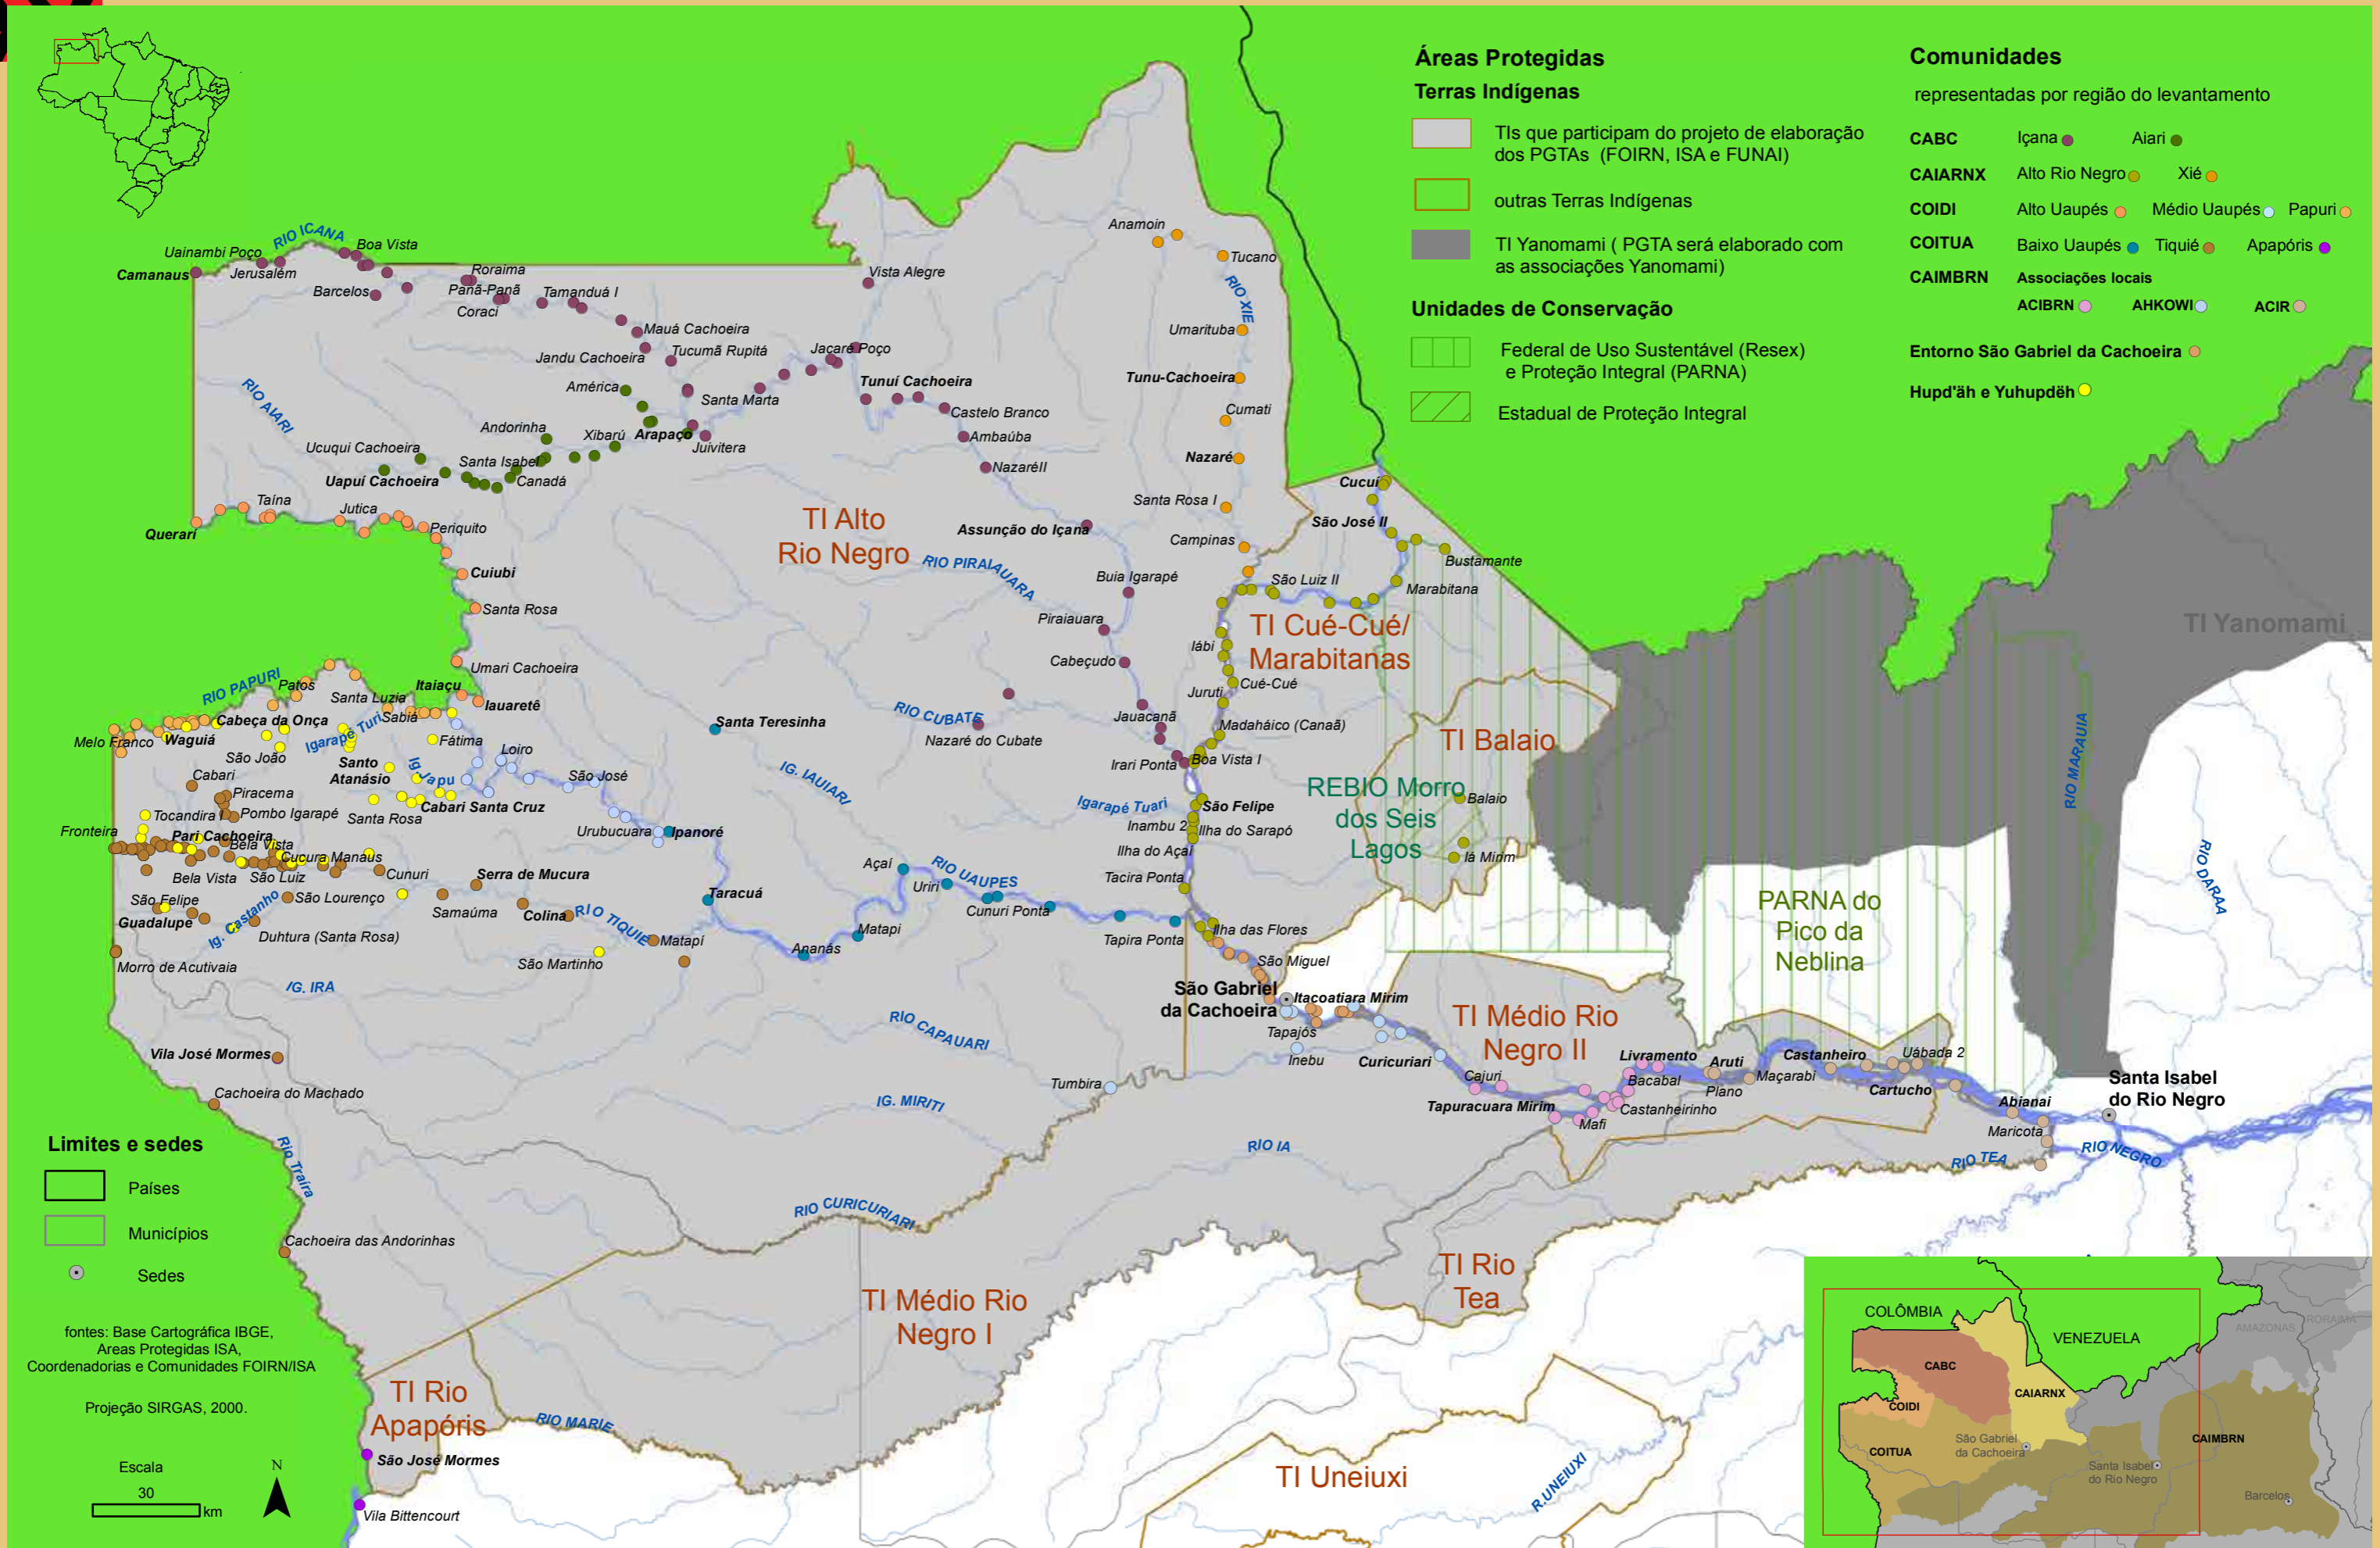 Áreas Protegidas
Terras Indígenas
TIs que participam do projeto de elaboração
dos PGTAs (FOIRN, ISA e FUNAI)
outras Terras Indígenas
TI Yanomami ( PGTA será elaborado com
as associações Yanomami)
Unidades de Conservação
Federal de Uso Sustentável (Resex)
e Proteção Integral (PARNA)
Estadual de Proteção Integral
Comunidades
representadas por região do levantamento
CABC Içana Aiari
CAIARNX Alto Rio Negro Xié
COIDI Alto Uaupés Médio Uaupés Papuri
COITUA Baixo Uaupés Tiquié Apapóris
CAIMBRN Associações locais
ACIBRN AHKOWI ACIR
Entorno São Gabriel da Cachoeira
Hupd'äh e Yuhupdëh
RIO ICANA
Uainambi Poço
Boa Vista
Camanaus
Jerusalém
Barcelos
Roraima
Panã-Panã
Coraci
Tamanduá I
Vista Alegre
Mauá Cachoeira
Jandu Cachoeira
Tucumã Rupitá
Jacaré Poço
América
Santa Marta
Tunuí Cachoeira
Castelo Branco
Ambaúba
NazaréII
RIO AIARI
Andorinha
Xibarú
Arapaço
Juivitera
Ucuqui Cachoeira
Santa Isabel
Uapuí Cachoeira
Canadá
Anamoin
Tucano
RIO XIE
Umarituba
Tunu-Cachoeira
Cumati
Nazaré
Santa Rosa I
Campinas
Cucuí
São José II
Bustamante
Marabitana
São Luiz II
Taína
Jutica
Periquito
Querari
Cuiubi
Santa Rosa
Umari Cachoeira
TI Alto
Rio Negro
Assunção do Içana
RIO PIRAIAUARA
Buia Igarapé
Piraiauara
Cabeçudo
Iábi
Cué-Cué
Juruti
Jauacanã
Madaháico (Canaã)
Irari Ponta
Boa Vista I
TI Cué-Cué/
Marabitanas
TI Balaio
TI Yanomami
REBIO Morro
dos Seis
Lagos
Balaio
Iá Mirim
RIO PAPURI
Patos
Santa Luzia
Itaiaçu
Iauaretê
Sabiá
Cabeça da Onça
Igarapé Turi
Melo Franco
Waguiá
São João
Fátima
Loiro
Santo
Atanásio
Ig. Japu
Cabari
Piracema
Cabari Santa Cruz
São José
Tocandira I
Pombo Igarapé
Santa Rosa
Urubucuara
Ipanoré
Fronteira
Pari Cachoeira
Bela Vista
Cucura Manaus
Bela Vista
São Luiz
Cunuri
Serra de Mucura
São Felipe
São Lourenço
Samaúma
Colina
Guadalupe
Ig. Castanho
Duhtura (Santa Rosa)
RIO TIQUIE
Matapí
São Martinho
Morro de Acutivaia
IG. IRA
Santa Teresinha
RIO CUBATE
Nazaré do Cubate
IG. IAUIARI
Igarapé Tuari
São Felipe
Inambu 2
Ilha do Sarapó
Ilha do Açaí
Tacira Ponta
Açaí
Uriri
RIO UAUPES
Taracuá
Cunuri Ponta
Matapi
Ananás
Tapira Ponta
Ilha das Flores
São Miguel
São Gabriel
da Cachoeira
Itacoatiara Mirim
Tapajós
Inebu
Curicuriari
TI Médio Rio
Negro II
PARNA do
Pico da
Neblina
RIO MARAUIA
RIO DARAA
Livramento
Aruti
Castanheiro
Uábada 2
Cajuri
Bacabal
Plano
Maçarabi
Cartucho
Tapuracuara Mirim
Castanheirinho
Mafi
Abianai
Maricota
Santa Isabel
do Rio Negro
RIO NEGRO
RIO TEA
RIO CAPAUARI
Tumbira
IG. MIRITI
RIO IA
RIO CURICURIARI
Vila José Mormes
Cachoeira do Machado
Rio Traira
Cachoeira das Andorinhas
TI Médio Rio
Negro I
TI Rio
Tea
TI Rio
Apapóris
RIO MARIE
São José Mormes
Vila Bittencourt
TI Uneiuxi
R.UNEIUXI
Limites e sedes
Países
Municípios
Sedes
fontes: Base Cartográfica IBGE,
Areas Protegidas ISA,
Coordenadorias e Comunidades FOIRN/ISA
Projeção SIRGAS, 2000.
Escala
30
km
N
COLÔMBIA
VENEZUELA
AMAZONAS
RORAIMA
CABC
CAIARNX
COIDI
COITUA
CAIMBRN
São Gabriel
da Cachoeira
Santa Isabel
do Rio Negro
Barcelos